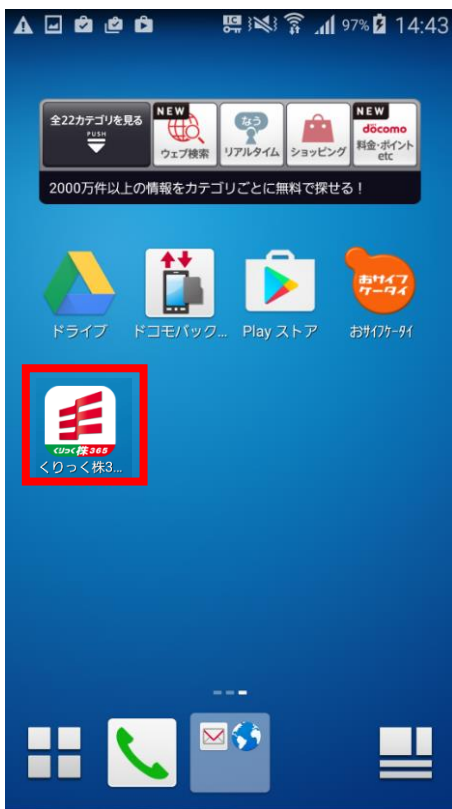 97% 14:43
全22カテゴリを見る
PUSH
NEW
ウェブ検索
なう
リアルタイム
ショッピング
NEW
döcomo
料金・ポイント
etc
2000万件以上の情報をカテゴリごとに無料で探せる！
ドライブ
ドコモバック...
Play ストア
おサイフ
ケータイ
おサイフケータイ
くりっく株365
くりっく株3...